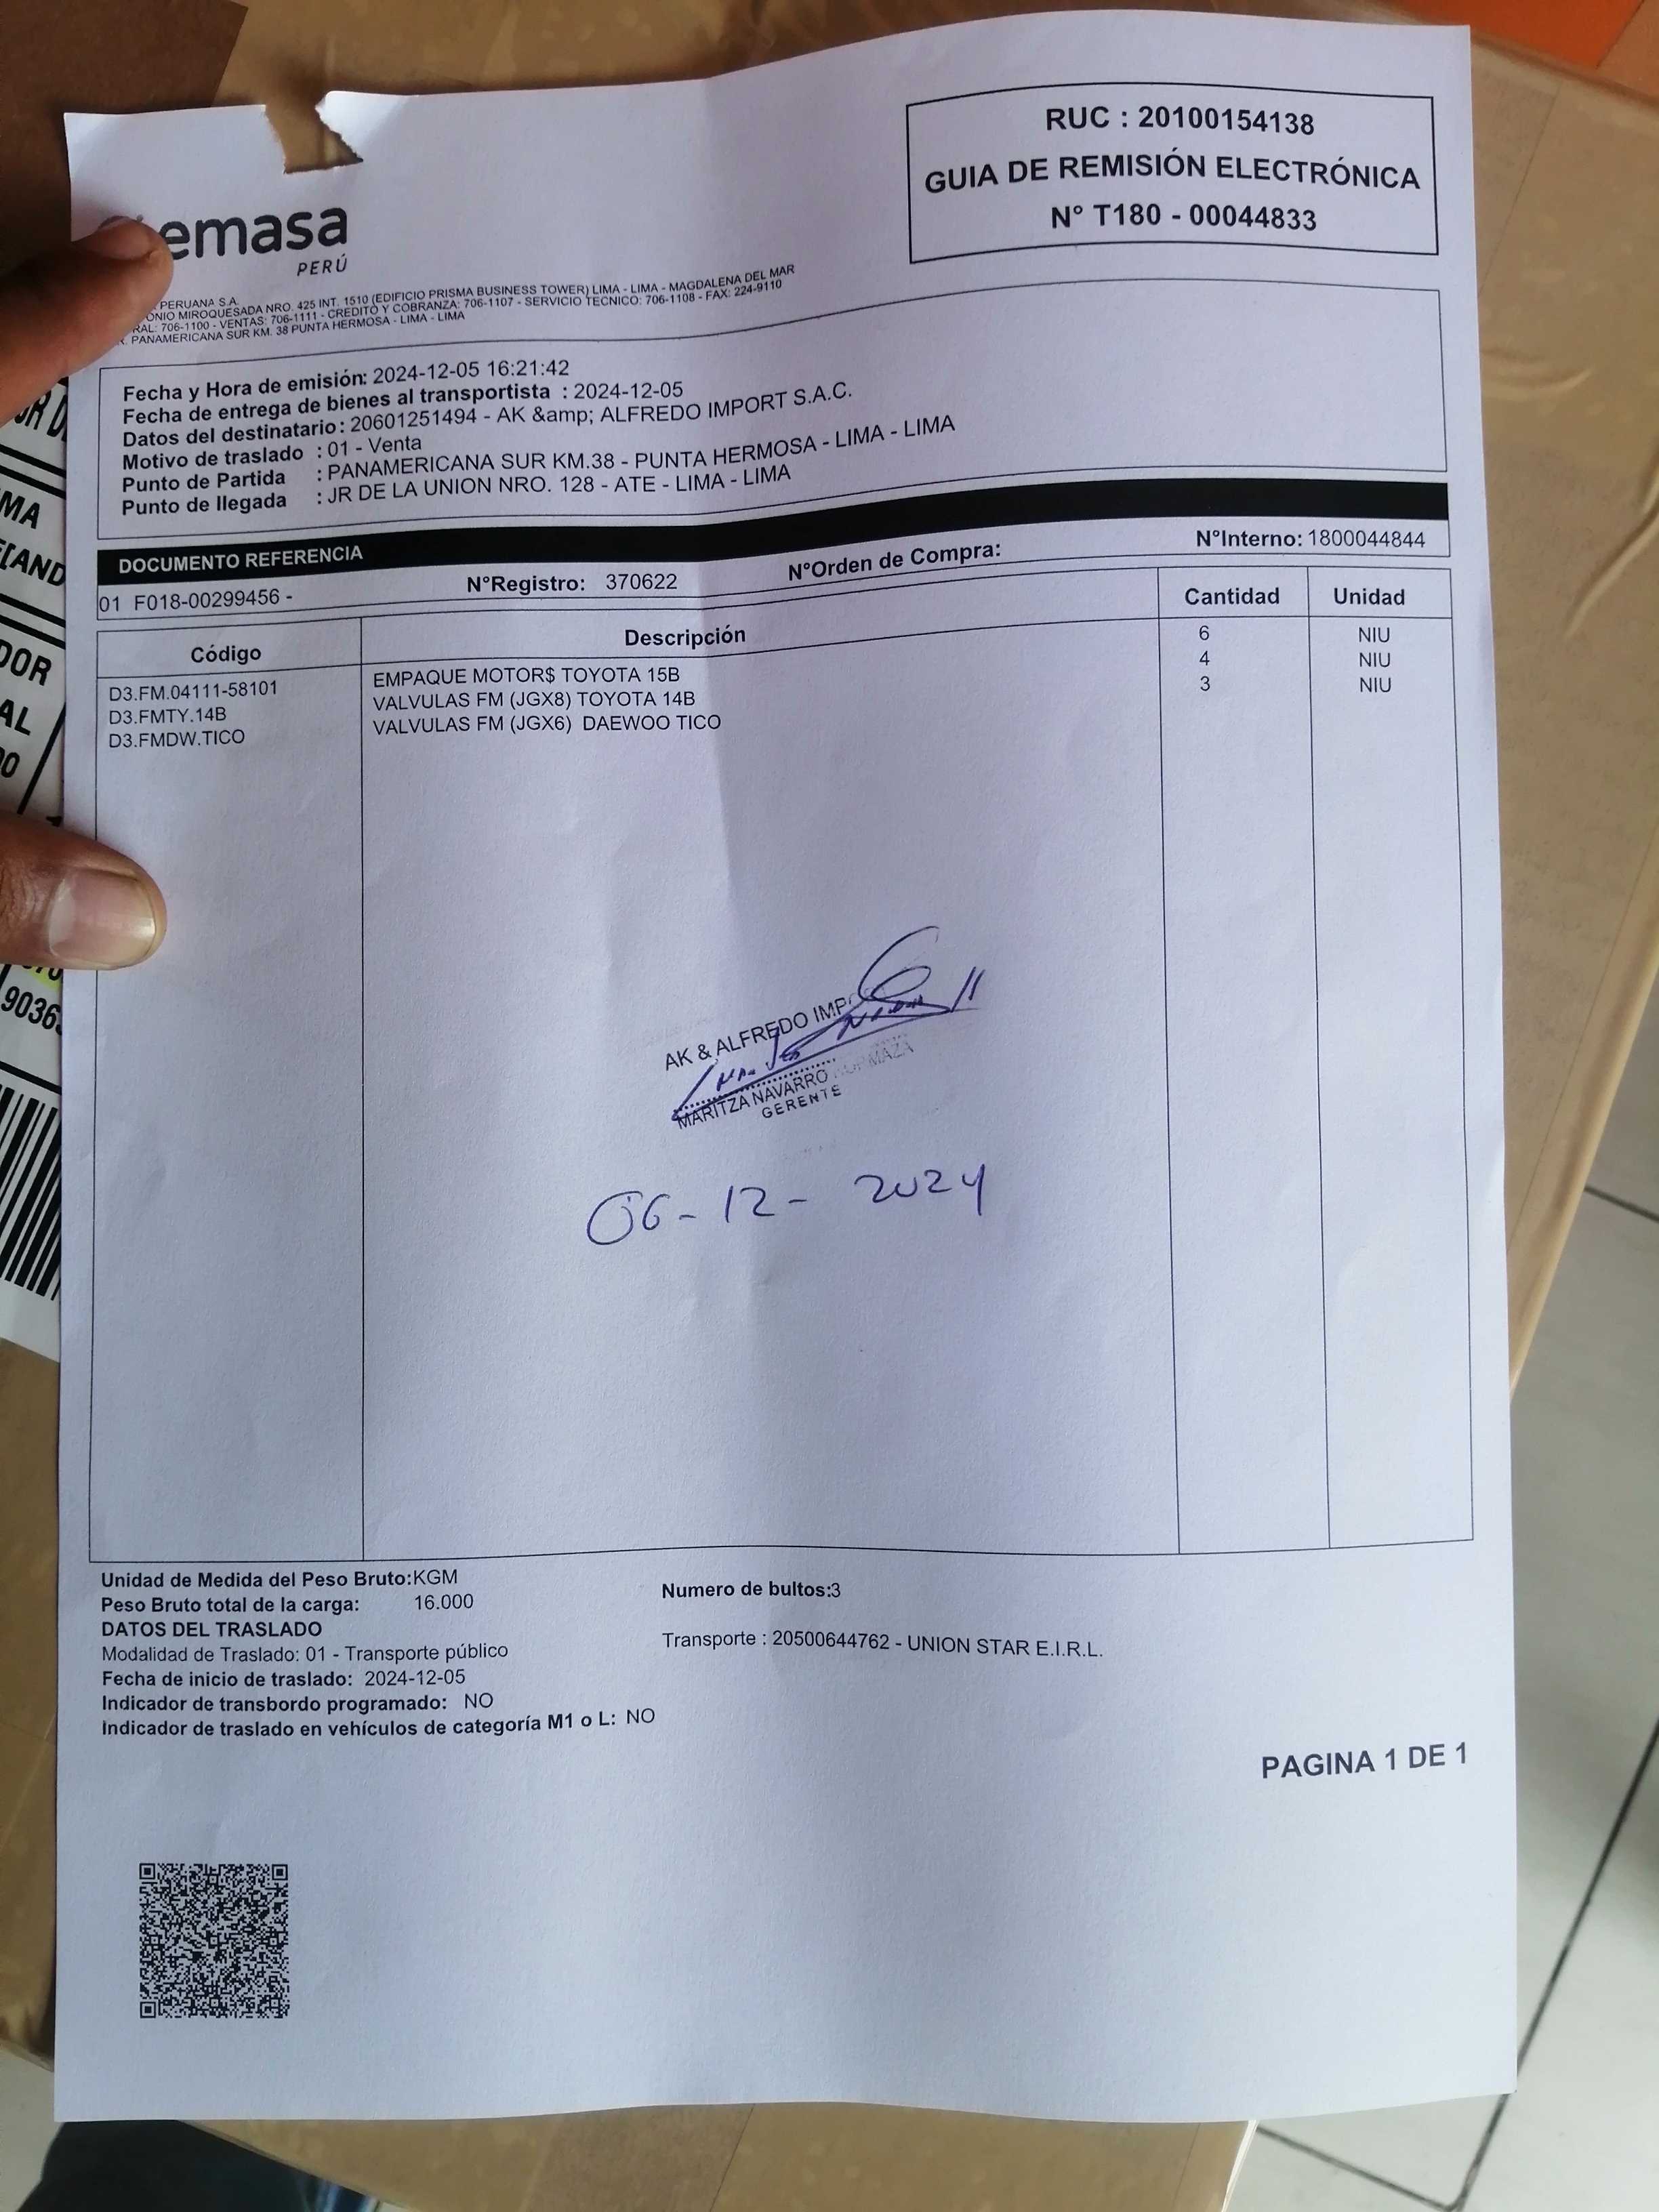 emasa
PERÚ
PERUANA S.A.
ONIO MIROQUESADA NRO. 425 INT. 1510 (EDIFICIO PRISMA BUSINESS TOWER) LIMA - LIMA - MAGDALENA DEL MAR
RAL: 706-1100 - VENTAS: 706-1111 - CREDITO Y COBRANZA: 706-1107 - SERVICIO TECNICO: 706-1108 - FAX: 224-9110
. PANAMERICANA SUR KM. 38 PUNTA HERMOSA - LIMA - LIMA
RUC : 20100154138
GUIA DE REMISIÓN ELECTRÓNICA
N° T180 - 00044833
Fecha y Hora de emisión: 2024-12-05 16:21:42
Fecha de entrega de bienes al transportista : 2024-12-05
Datos del destinatario: 20601251494 - AK &amp; ALFREDO IMPORT S.A.C.
Motivo de traslado : 01 - Venta
Punto de Partida : PANAMERICANA SUR KM.38 - PUNTA HERMOSA - LIMA - LIMA
Punto de llegada : JR DE LA UNION NRO. 128 - ATE - LIMA - LIMA
DOCUMENTO REFERENCIA
01 F018-00299456 - N°Registro: 370622 N°Orden de Compra: N°Interno: 1800044844
Código Descripción Cantidad Unidad
D3.FM.04111-58101 EMPAQUE MOTOR$ TOYOTA 15B 6 NIU
D3.FMTY.14B VALVULAS FM (JGX8) TOYOTA 14B 4 NIU
D3.FMDW.TICO VALVULAS FM (JGX6) DAEWOO TICO 3 NIU
AK & ALFREDO IMPO
MARITZA NAVARRO
GERENTE
06-12-2024
Unidad de Medida del Peso Bruto:KGM
Peso Bruto total de la carga: 16.000
Numero de bultos:3
DATOS DEL TRASLADO
Modalidad de Traslado: 01 - Transporte público
Transporte : 20500644762 - UNION STAR E.I.R.L.
Fecha de inicio de traslado: 2024-12-05
Indicador de transbordo programado: NO
Indicador de traslado en vehículos de categoría M1 o L: NO
PAGINA 1 DE 1
MA
AND
DOR
AL
9036